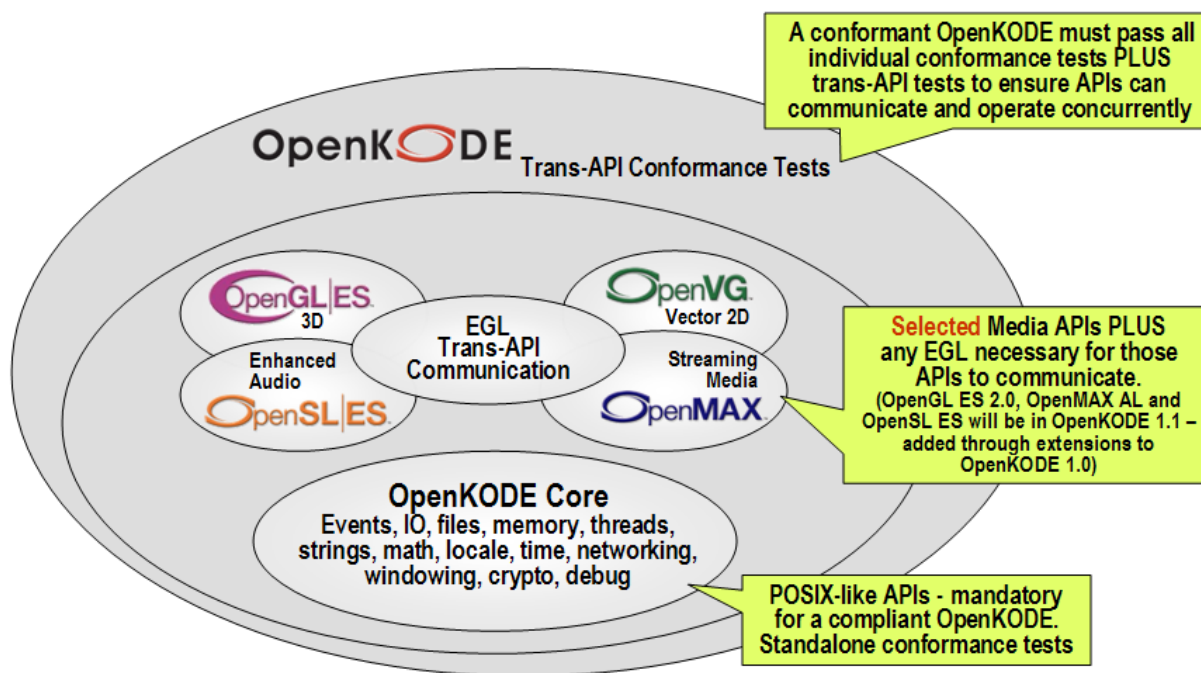 A conformant OpenKODE must pass all
individual conformance tests PLUS
trans-API tests to ensure APIs can
communicate and operate concurrently
OpenKODE
Trans-API Conformance Tests
OpenGL|ES™
3D
OpenVG™
Vector 2D
EGL
Trans-API
Communication
Enhanced
Audio
OpenSL|ES™
Streaming
Media
OpenMAX™
Selected Media APIs PLUS
any EGL necessary for those
APIs to communicate.
(OpenGL ES 2.0, OpenMAX AL and
OpenSL ES will be in OpenKODE 1.1 –
added through extensions to
OpenKODE 1.0)
OpenKODE Core
Events, IO, files, memory, threads,
strings, math, locale, time, networking,
windowing, crypto, debug
POSIX-like APIs - mandatory
for a compliant OpenKODE.
Standalone conformance tests